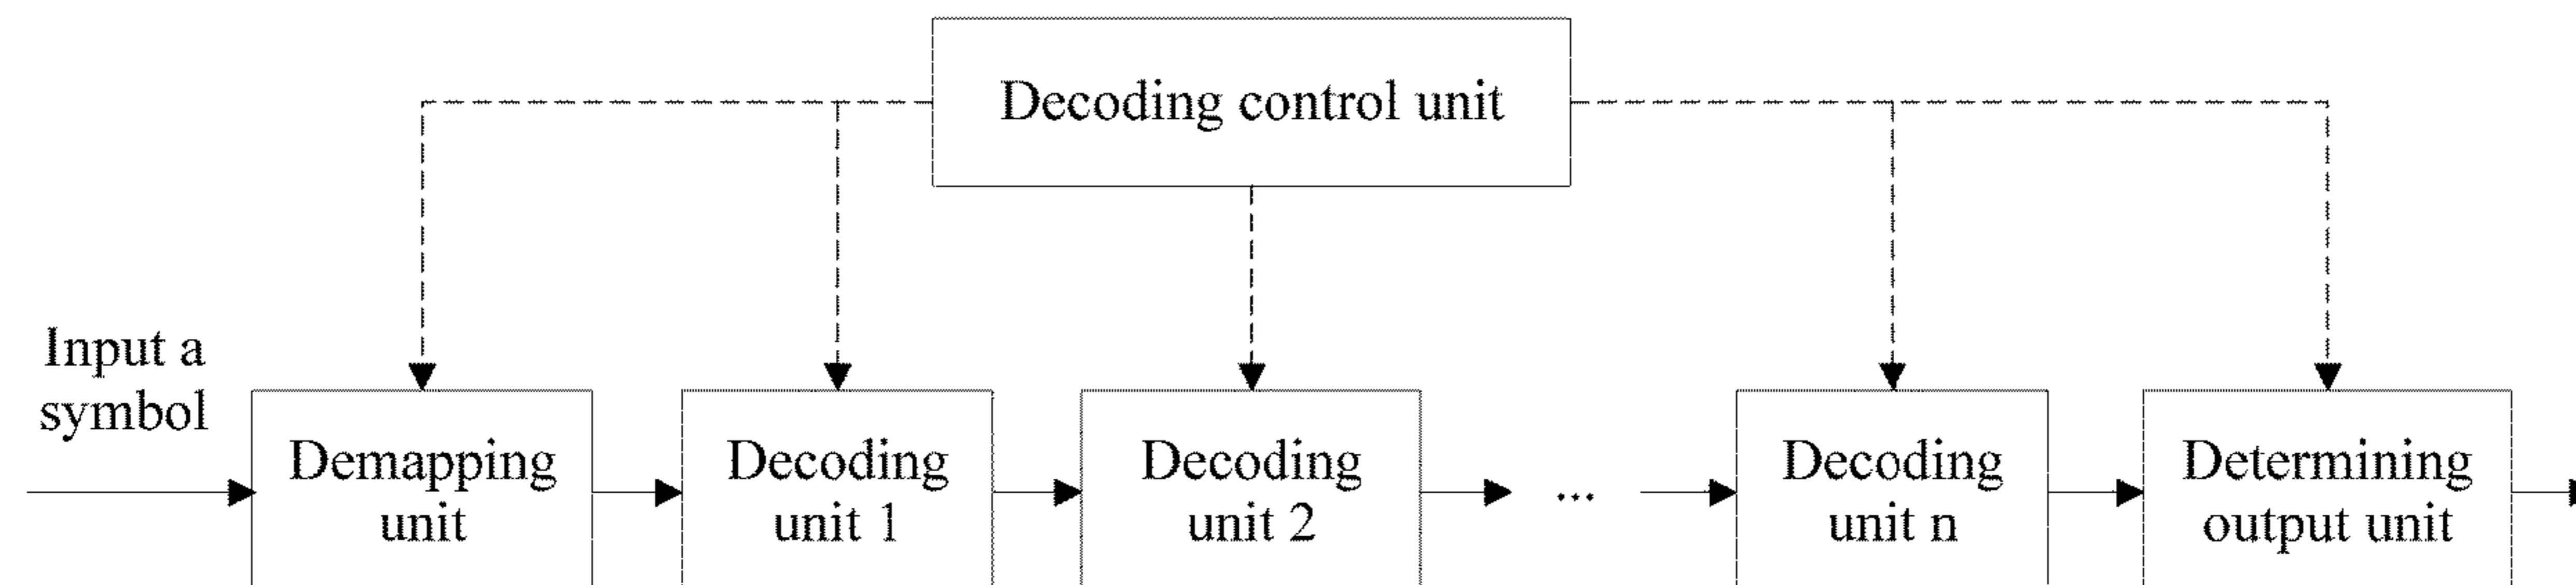 Decoding control unit
Input a
symbol
Demapping
unit
Decoding
unit 1
Decoding
unit 2
...
Decoding
unit n
Determining
output unit